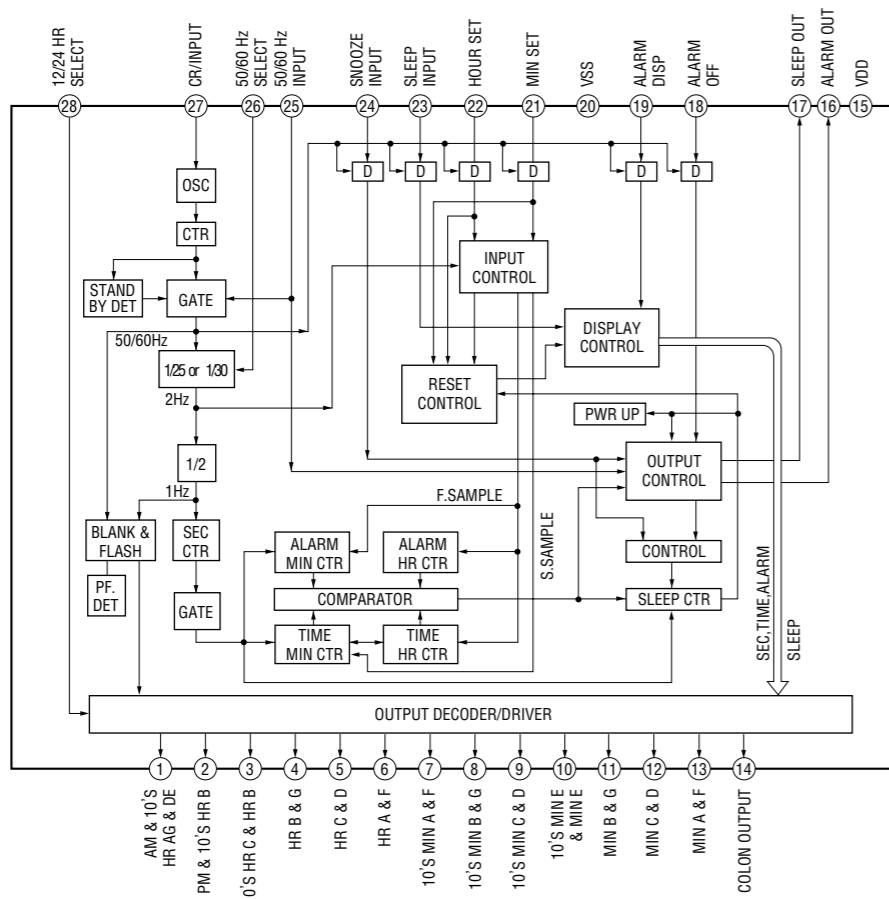 12/24 HR
SELECT
CR/INPUT
50/60 Hz
SELECT
50/60 Hz
INPUT
SNOOZE
INPUT
SLEEP
INPUT
HOUR SET
MIN SET
VSS
ALARM
DISP
ALARM
OFF
SLEEP OUT
ALARM OUT
VDD
28
27
26
25
24
23
22
21
20
19
18
17
16
15
D
D
D
D
D
D
OSC
CTR
STAND
BY DET
GATE
INPUT
CONTROL
DISPLAY
CONTROL
50/60Hz
1/25 or 1/30
2Hz
RESET
CONTROL
PWR UP
1/2
OUTPUT
CONTROL
1Hz
F.SAMPLE
S.SAMPLE
BLANK &
FLASH
SEC
CTR
ALARM
MIN CTR
ALARM
HR CTR
CONTROL
PF.
DET
GATE
COMPARATOR
SLEEP CTR
TIME
MIN CTR
TIME
HR CTR
SEC,TIME,ALARM
SLEEP
OUTPUT DECODER/DRIVER
1
2
3
4
5
6
7
8
9
10
11
12
13
14
AM & 10'S
HR AG & DE
PM & 10'S HR B
0'S HR C & HR B
HR B & G
HR C & D
HR A & F
10'S MIN A & F
10'S MIN B & G
10'S MIN C & D
10'S MIN E
& MIN E
MIN B & G
MIN C & D
MIN A & F
COLON OUTPUT